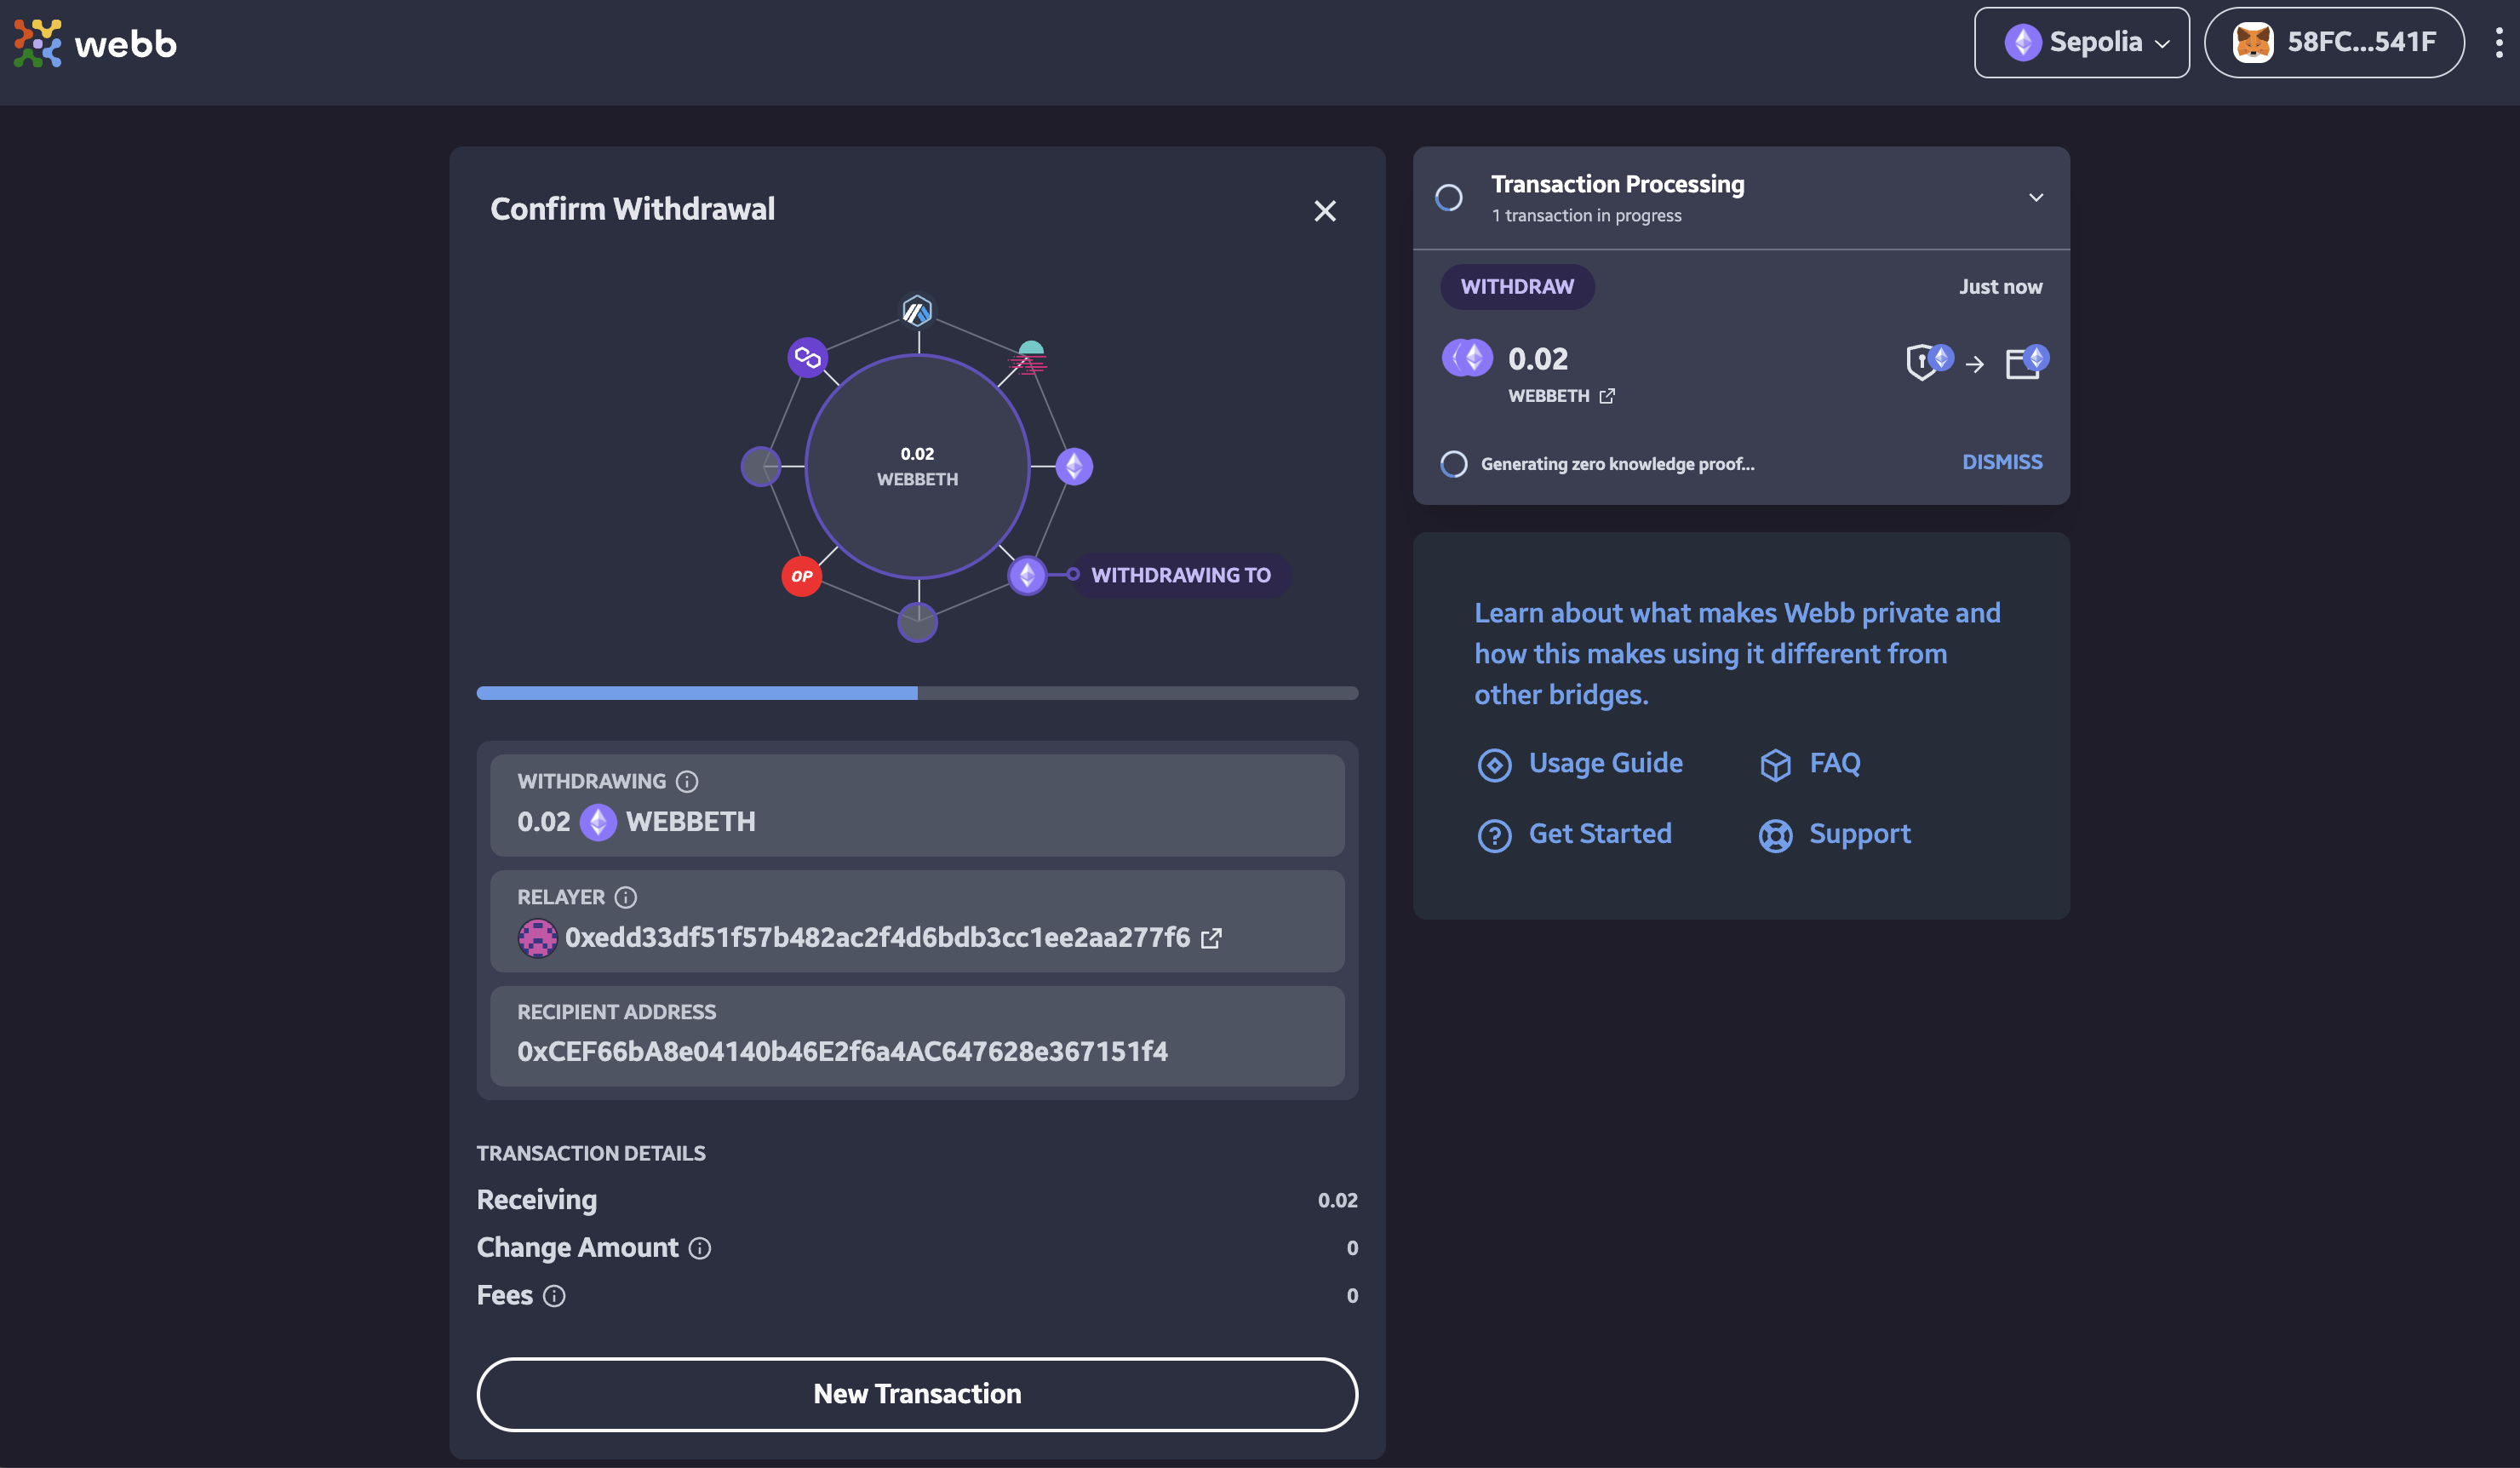 webb
Sepolia
58FC...541F
Confirm Withdrawal
0.02
WEBBETH
OP
WITHDRAWING TO
WITHDRAWING
0.02 WEBBETH
RELAYER
0xedd33df51f57b482ac2f4d6bdb3cc1ee2aa277f6
RECIPIENT ADDRESS
0xCEF66bA8e04140b46E2f6a4AC647628e367151f4
TRANSACTION DETAILS
Receiving 0.02
Change Amount 0
Fees 0
New Transaction
Transaction Processing
1 transaction in progress
WITHDRAW Just now
0.02
WEBBETH
Generating zero knowledge proof... DISMISS
Learn about what makes Webb private and
how this makes using it different from
other bridges.
Usage Guide FAQ
Get Started Support